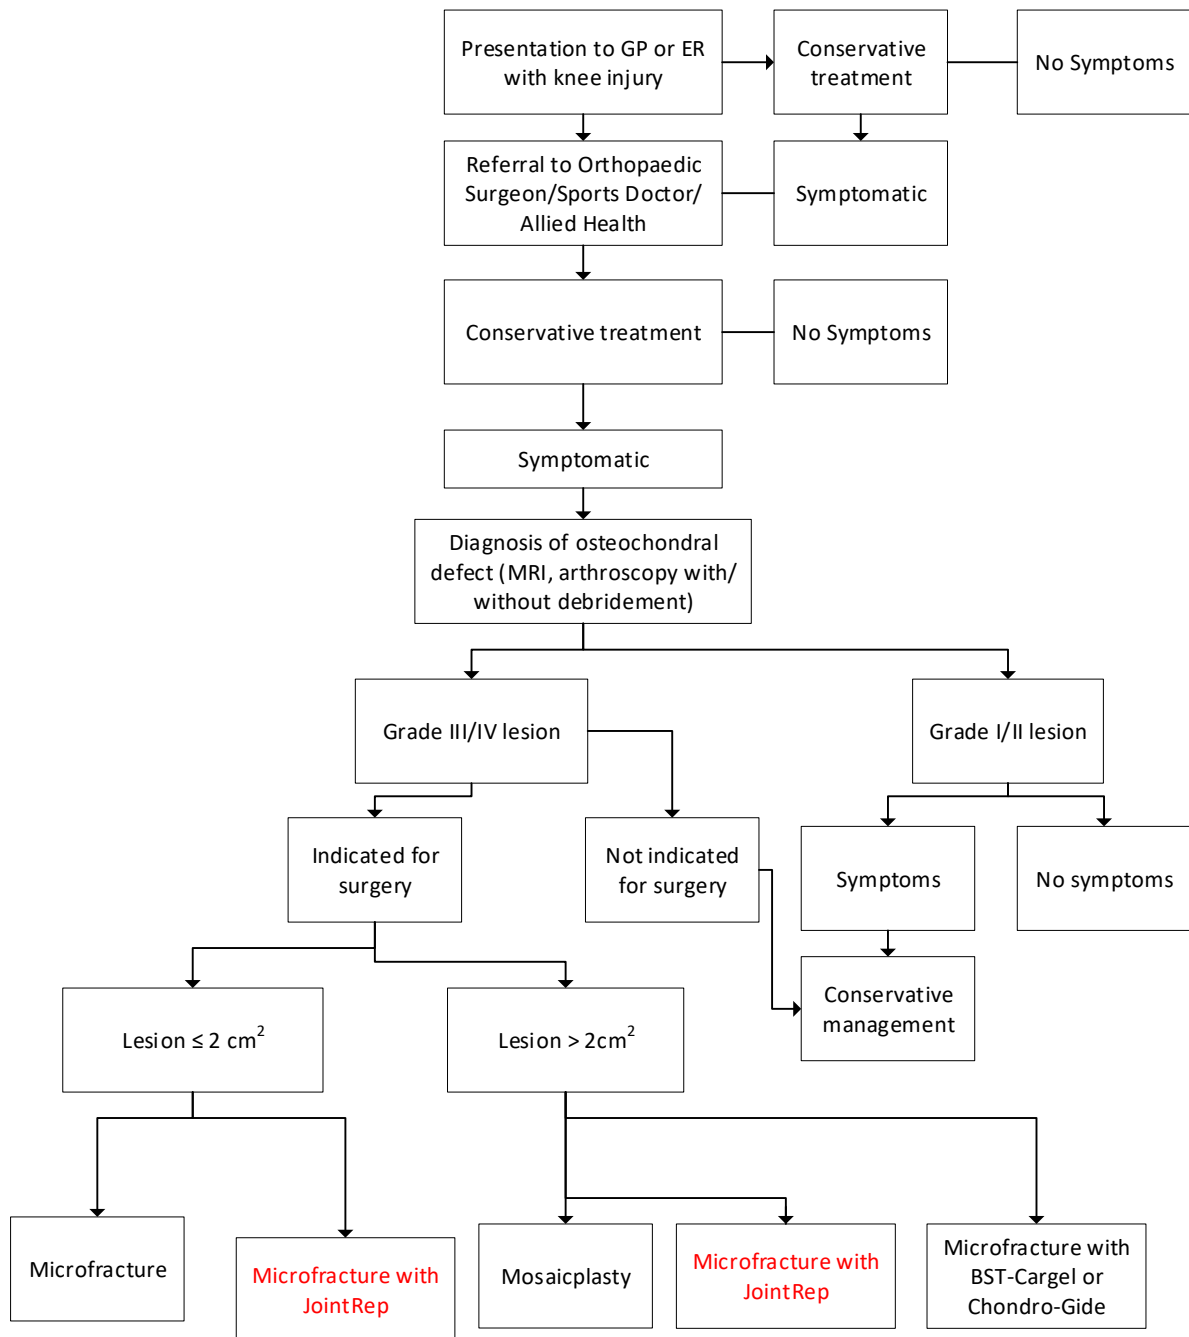 Presentation to GP or ER
with knee injury
Conservative
treatment
No Symptoms
Referral to Orthopaedic
Surgeon/Sports Doctor/
Allied Health
Symptomatic
Conservative treatment
No Symptoms
Symptomatic
Diagnosis of osteochondral
defect (MRI, arthroscopy with/
without debridement)
Grade III/IV lesion
Grade I/II lesion
Indicated for
surgery
Not indicated
for surgery
Symptoms
No symptoms
Conservative
management
Lesion ≤ 2 cm²
Lesion > 2cm²
Microfracture
Microfracture with
JointRep
Mosaicplasty
Microfracture with
JointRep
Microfracture with
BST-Cargel or
Chondro-Gide